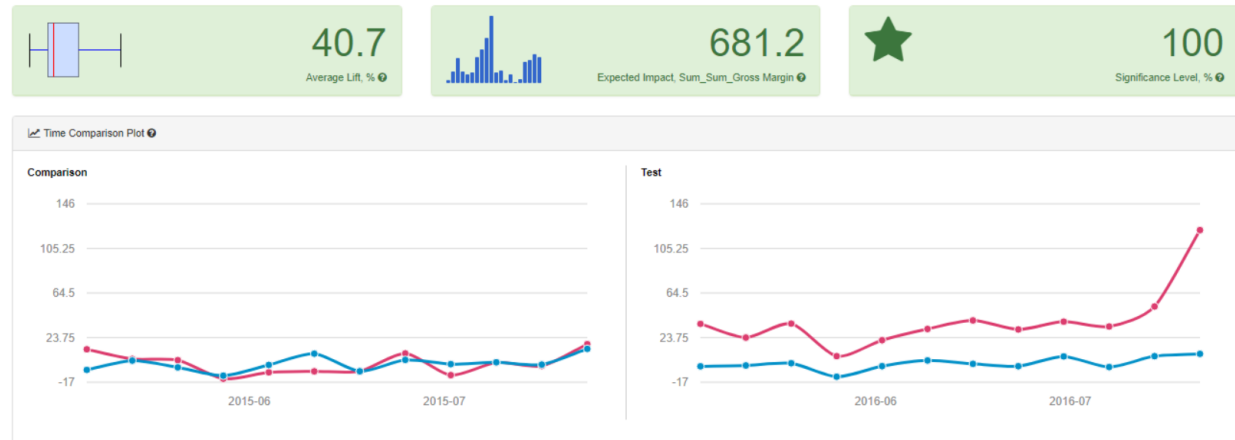 40.7
Average Lift, %
681.2
Expected Impact, Sum_Sum_Gross Margin
100
Significance Level, %
Time Comparison Plot
Comparison
146
105.25
64.5
23.75
-17
2015-06
2015-07
Test
146
105.25
64.5
23.75
-17
2016-06
2016-07